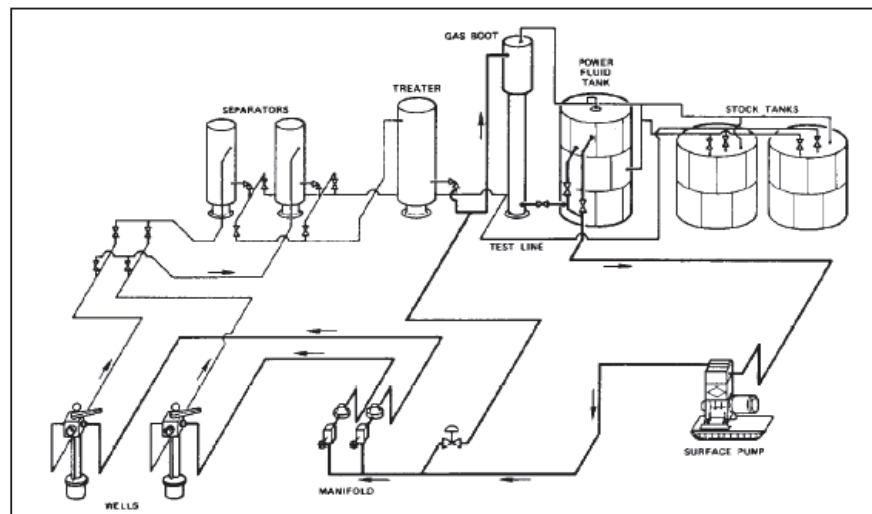 GAS BOOT
POWER
FLUID
TANK
TREATER
SEPARATORS
STOCK TANKS
TEST LINE
SURFACE PUMP
MANIFOLD
WELLS